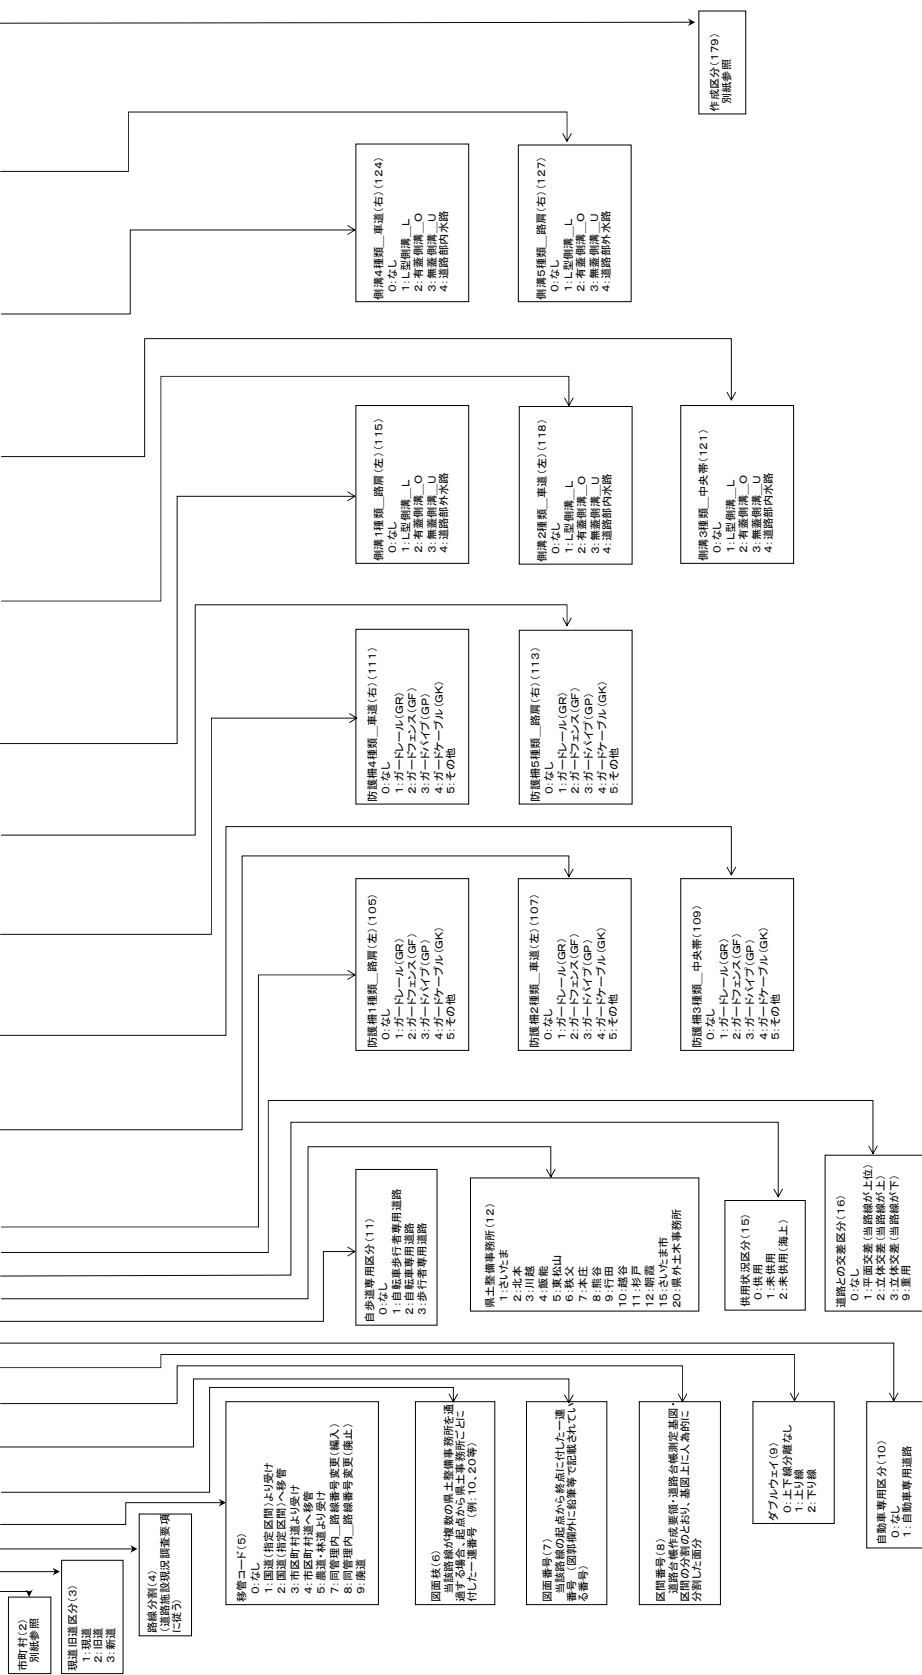 市町村(2)
別紙参照
現道旧道区分(3)
1:現道
2:旧道
3:新道
路線分割(4)
(道路施設現況調査要項
に従う)
移管コード(5)
0:なし
1:国道(指定区間)より受け
2:国道(指定区間)へ移管
3:市区町村道より受け
4:市区町村道へ移管
5:農道・林道より受け
7:同管理内__路線番号変更(編入)
8:同管理内__路線番号変更(廃止)
9:廃道
図面枝(6)
当該路線が複数の県土整備事務所を通
過する場合、起点から県土事務所ごとに
付した一連番号 (例:10、20等)
図面番号(7)
当該路線の起点から終点に付した一連
番号 (図郭欄外に鉛筆等で記載されてい
る番号)
区間番号(8)
道路台帳作成要領・道路台帳測定基図・
区間の分割のとおり、基図上に人為的に
分割した面分
ダブルウェイ(9)
0:上下線分離なし
1:上り線
2:下り線
自動車専用区分(10)
0:なし
1:自動車専用道路
自歩道専用区分(11)
0:なし
1:自転車歩行者専用道路
2:自転車専用道路
3:歩行者専用道路
県土整備事務所(12)
1:さいたま
2:北本
3:川越
4:飯能
5:東松山
6:秩父
7:本庄
8:熊谷
9:行田
10:越谷
11:杉戸
12:朝霞
15:さいたま市
20:県外土木事務所
供用状況区分(15)
0:供用
1:未供用
2:未供用(海上)
道路との交差区分(16)
0:なし
1:平面交差(当路線が上位)
2:立体交差(当路線が上)
3:立体交差(当路線が下)
9:重用
防護柵1種類__路肩(左)(105)
0:なし
1:ガードレール(GR)
2:ガードフェンス(GF)
3:ガードパイプ(GP)
4:ガードケーブル(GK)
5:その他
防護柵2種類__車道(左)(107)
0:なし
1:ガードレール(GR)
2:ガードフェンス(GF)
3:ガードパイプ(GP)
4:ガードケーブル(GK)
5:その他
防護柵3種類__中央帯(109)
0:なし
1:ガードレール(GR)
2:ガードフェンス(GF)
3:ガードパイプ(GP)
4:ガードケーブル(GK)
5:その他
防護柵4種類__車道(右)(111)
0:なし
1:ガードレール(GR)
2:ガードフェンス(GF)
3:ガードパイプ(GP)
4:ガードケーブル(GK)
5:その他
防護柵5種類__路肩(右)(113)
0:なし
1:ガードレール(GR)
2:ガードフェンス(GF)
3:ガードパイプ(GP)
4:ガードケーブル(GK)
5:その他
側溝1種類__路肩(左)(115)
0:なし
1:L型側溝__L
2:有蓋側溝__O
3:無蓋側溝__U
4:道路部外水路
側溝2種類__車道(左)(118)
0:なし
1:L型側溝__L
2:有蓋側溝__O
3:無蓋側溝__U
4:道路部内水路
側溝3種類__中央帯(121)
0:なし
1:L型側溝__L
2:有蓋側溝__O
3:無蓋側溝__U
4:道路部内水路
側溝4種類__車道(右)(124)
0:なし
1:L型側溝__L
2:有蓋側溝__O
3:無蓋側溝__U
4:道路部内水路
側溝5種類__路肩(右)(127)
0:なし
1:L型側溝__L
2:有蓋側溝__O
3:無蓋側溝__U
4:道路部外水路
作成区分(179)
別紙参照